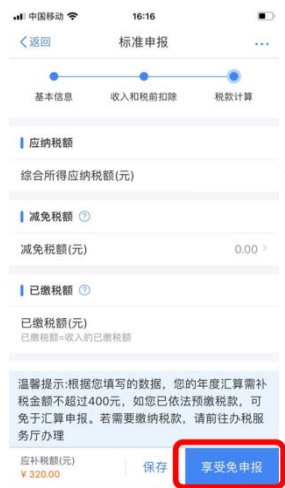 中国移动
16:16
返回
标准申报
...
基本信息
收入和税前扣除
税款计算
应纳税额
综合所得应纳税额(元)
减免税额 ?
减免税额(元)
0.00 >
已缴税额 ?
已缴税额(元)
已缴税额=收入的已缴税额
温馨提示:根据您填写的数据，您的年度汇算需补
税金额不超过400元，如您已依法预缴税款，可
免于汇算申报。若需要缴纳税款，请前往办税服
务厅办理
应补税额(元)
¥ 320.00
保存
享受免申报